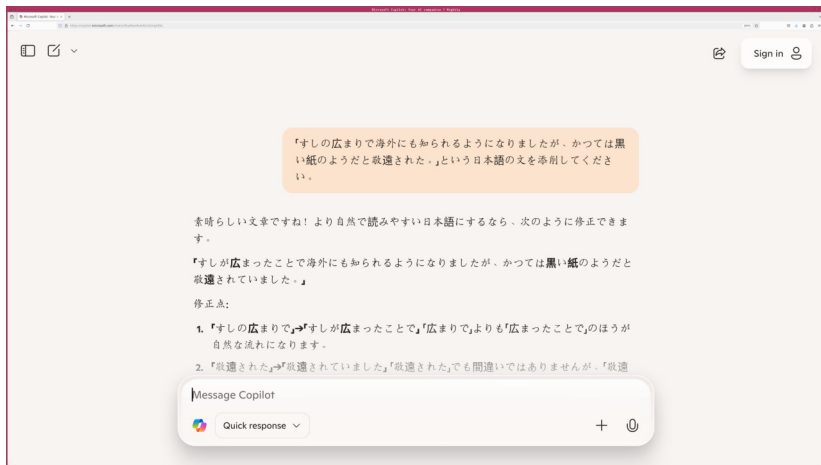 Microsoft Copilot: Your AI companion | Nightly
Sign in
「すしの広まりで海外にも知られるようになりましたが、かつては黒
い紙のようだと敬遠された。」という日本語の文を添削してくださ
い。
素晴らしい文章ですね！より自然で読みやすい日本語にするなら、次のように修正できま
す。
「すしが広まったことで海外にも知られるようになりましたが、かつては黒い紙のようだと
敬遠されていました。」
修正点:
1. 「すしの広まりで」→「すしが広まったことで」「広まりで」よりも「広まったことで」のほうが
自然な流れになります。
2. 「敬遠された」→「敬遠されていました」「敬遠された」でも間違いではありませんが、「敬遠
Message Copilot
Quick response